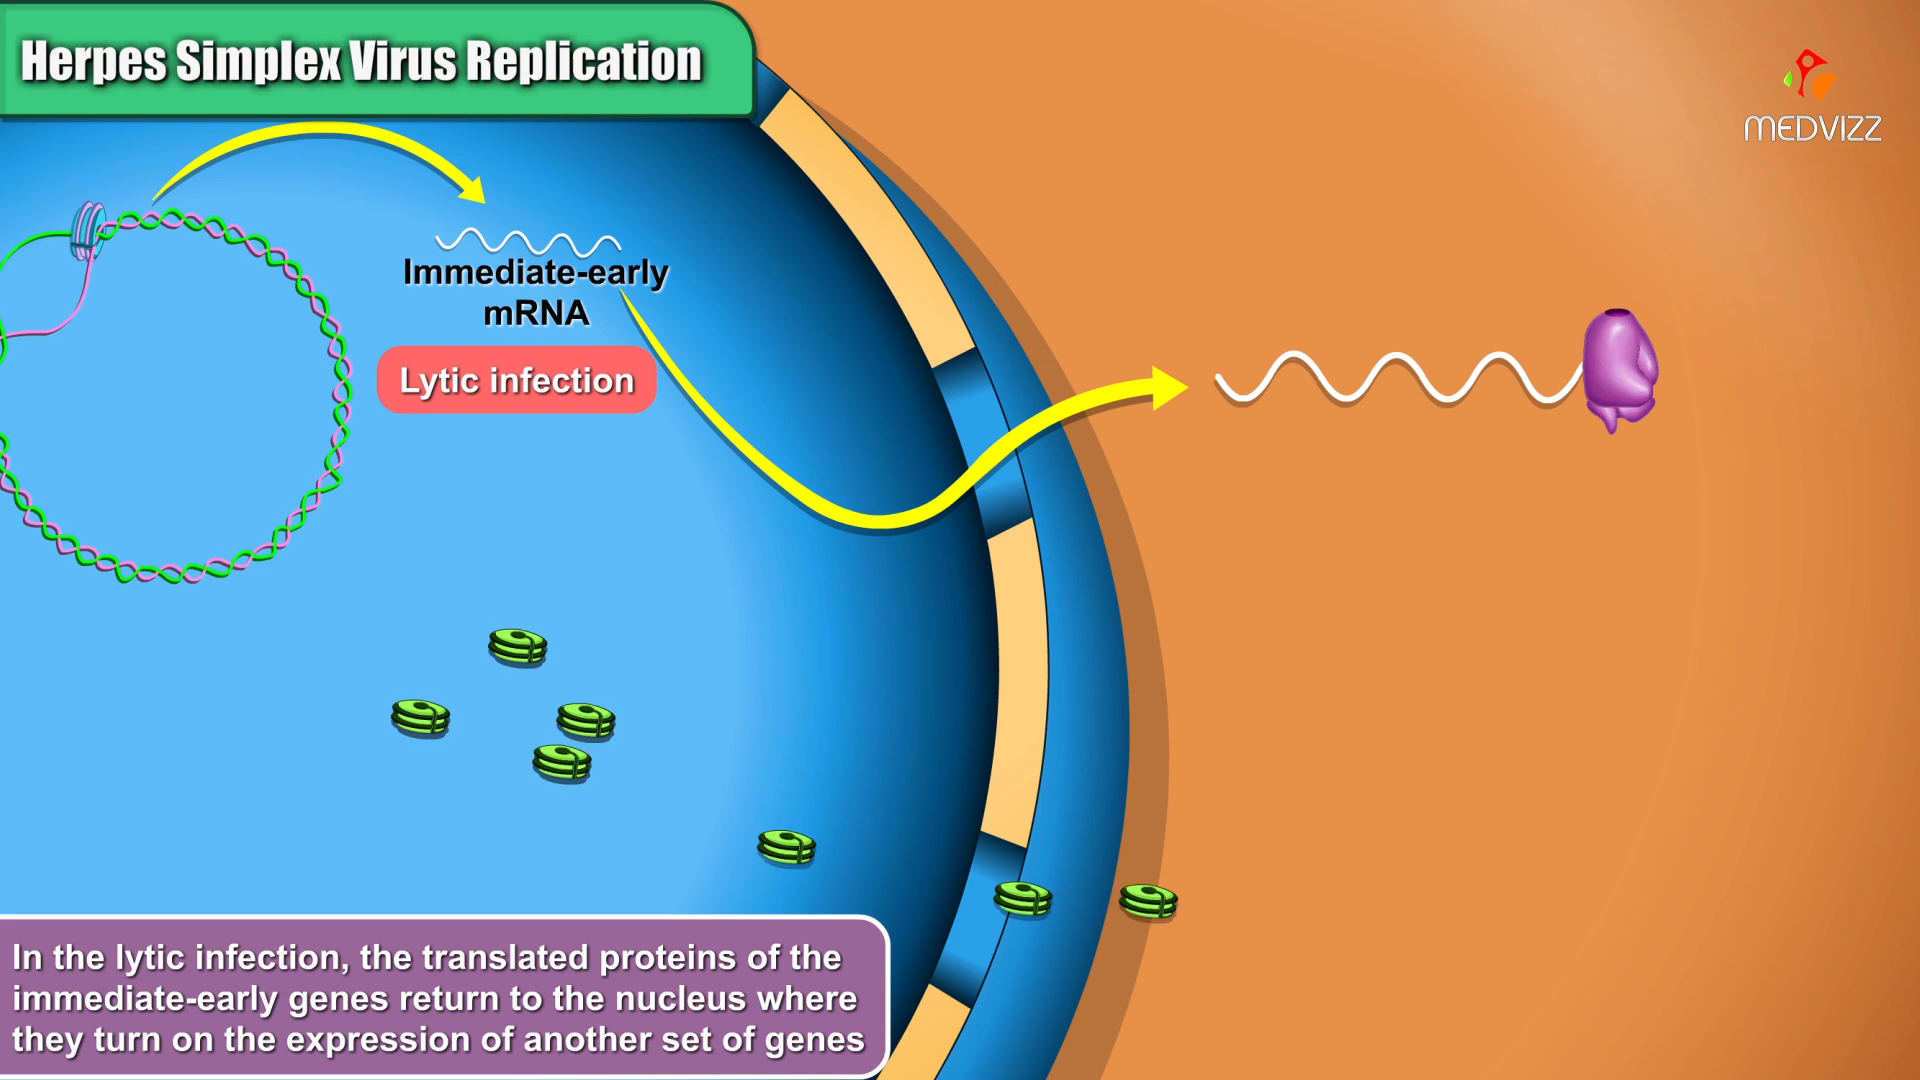 Herpes Simplex Virus Replication
MEDVIZZ
Immediate-early
mRNA
Lytic infection
In the lytic infection, the translated proteins of the
immediate-early genes return to the nucleus where
they turn on the expression of another set of genes